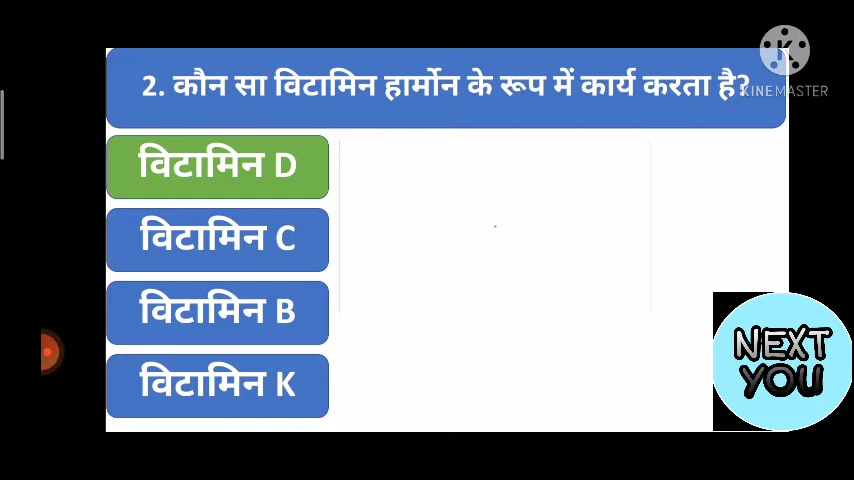 2. कौन सा विटामिन हार्मोन के रूप में कार्य करता है?
K
KINEMASTER
विटामिन D
विटामिन C
विटामिन B
विटामिन K
NEXT
YOU